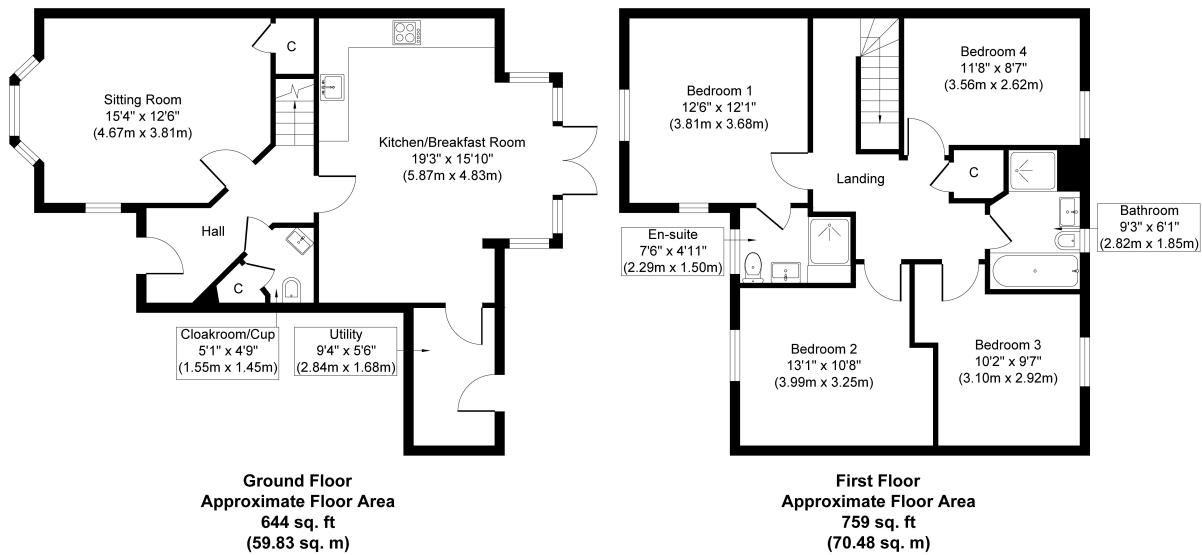 Sitting Room
15'4" x 12'6"
(4.67m x 3.81m)
C
Kitchen/Breakfast Room
19'3" x 15'10"
(5.87m x 4.83m)
Hall
C
Cloakroom/Cup
5'1" x 4'9"
(1.55m x 1.45m)
Utility
9'4" x 5'6"
(2.84m x 1.68m)
Ground Floor
Approximate Floor Area
644 sq. ft
(59.83 sq. m)
Bedroom 1
12'6" x 12'1"
(3.81m x 3.68m)
Bedroom 4
11'8" x 8'7"
(3.56m x 2.62m)
Landing
C
En-suite
7'6" x 4'11"
(2.29m x 1.50m)
Bathroom
9'3" x 6'1"
(2.82m x 1.85m)
Bedroom 2
13'1" x 10'8"
(3.99m x 3.25m)
Bedroom 3
10'2" x 9'7"
(3.10m x 2.92m)
First Floor
Approximate Floor Area
759 sq. ft
(70.48 sq. m)